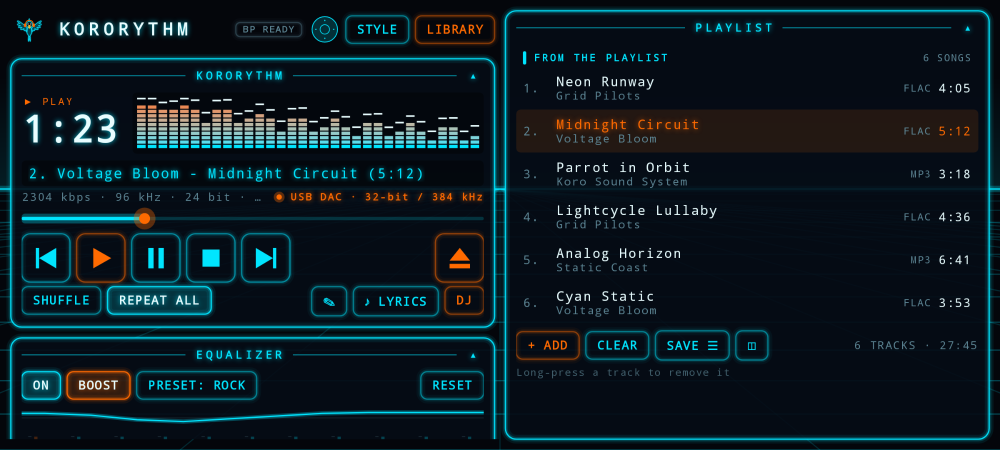 KORORYTHM
BP READY
STYLE
LIBRARY
KORORYTHM
▶ PLAY
1:23
2. Voltage Bloom - Midnight Circuit (5:12)
2304 kbps · 96 kHz · 24 bit · …
USB DAC · 32-bit / 384 kHz
SHUFFLE
REPEAT ALL
✎
♪ LYRICS
DJ
EQUALIZER
ON
BOOST
PRESET: ROCK
RESET
PLAYLIST
FROM THE PLAYLIST
6 SONGS
1. Neon Runway FLAC 4:05
Grid Pilots
2. Midnight Circuit FLAC 5:12
Voltage Bloom
3. Parrot in Orbit MP3 3:18
Koro Sound System
4. Lightcycle Lullaby FLAC 4:36
Grid Pilots
5. Analog Horizon MP3 6:41
Static Coast
6. Cyan Static FLAC 3:53
Voltage Bloom
+ ADD
CLEAR
SAVE ☰
6 TRACKS · 27:45
Long-press a track to remove it